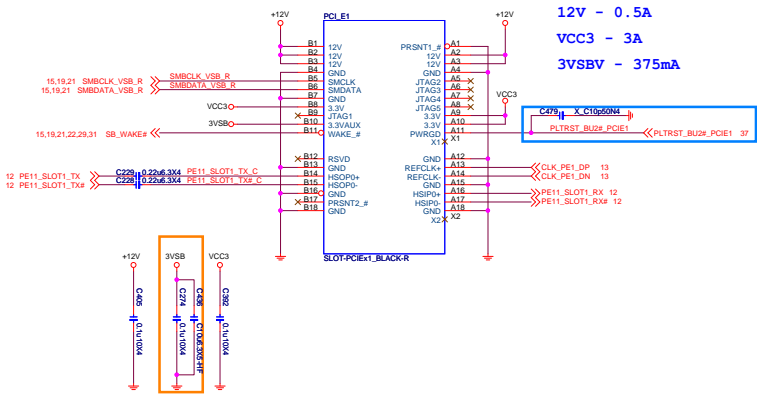 12V - 0.5A
VCC3 - 3A
3VSBV - 375mA
+12V
PCI_E1
+12V
B1 12V PRSNT1_# A1
B2 12V 12V A2
B3 12V 12V A3
B4 GND GND A4
15,19,21 SMBCLK_VSB_R B5 SMCLK JTAG2 A5
15,19,21 SMBDATA_VSB_R B6 SMDATA JTAG3 A6
B7 GND JTAG4 A7
VCC3 B8 3.3V JTAG5 A8
VCC3
B9 JTAG1 3.3V A9
3VSB B10 3.3VAUX 3.3V A10
15,19,21,22,29,31 SB_WAKE# B11 WAKE_# PWRGD A11
C479 X_C10p50N4
PLTRST_BU2#_PCIE1 37
X1 X1
B12 RSVD GND A12
B13 GND REFCLK+ A13 CLK_PE1_DP 13
12 PE11_SLOT1_TX C229 0.22u6.3X4 PE11_SLOT1_TX_C B14 HSOP0+ REFCLK- A14 CLK_PE1_DN 13
12 PE11_SLOT1_TX# C228 0.22u6.3X4 PE11_SLOT1_TX#_C B15 HSOP0- GND A15
B16 GND HSIP0+ A16 PE11_SLOT1_RX 12
B17 PRSNT2_# HSIP0- A17 PE11_SLOT1_RX# 12
B18 GND GND A18
X2 X2
SLOT-PCIEx1_BLACK-R
+12V
3VSB
VCC3
C405
0.1u10X4
C274
0.1u10X4
C436
C10u6.3X5-HF
C392
0.1u10X4